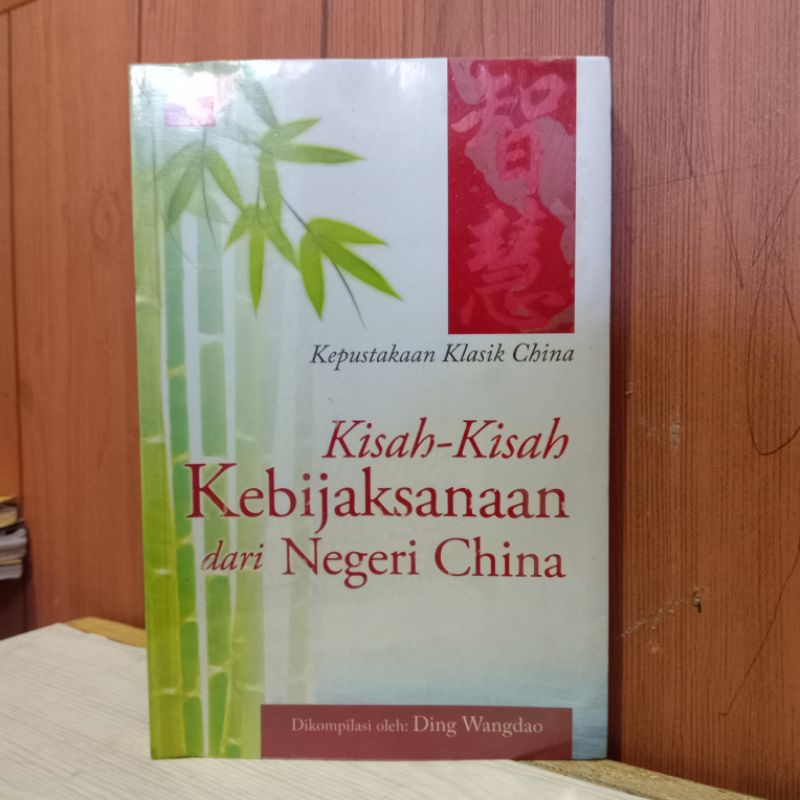 智慧
Kepustakaan Klasik China
Kisah-Kisah
Kebijaksanaan
dari Negeri China
Dikompilasi oleh: Ding Wangdao